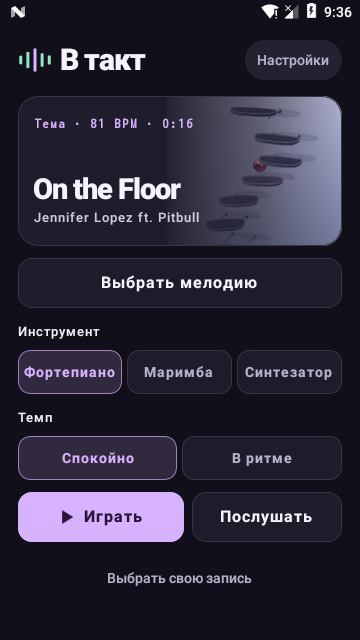 9:36
В такт
Настройки
Тема · 81 BPM · 0:16
On the Floor
Jennifer Lopez ft. Pitbull
Выбрать мелодию
Инструмент
Фортепиано
Маримба
Синтезатор
Темп
Спокойно
В ритме
Играть
Послушать
Выбрать свою запись